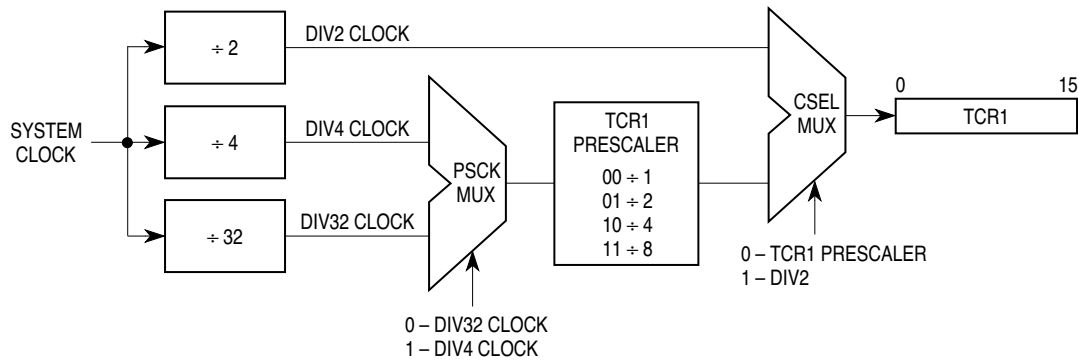 ÷ 2
DIV2 CLOCK
SYSTEM
CLOCK
÷ 4
DIV4 CLOCK
÷ 32
DIV32 CLOCK
PSCK
MUX
0 – DIV32 CLOCK
1 – DIV4 CLOCK
TCR1
PRESCALER
00 ÷ 1
01 ÷ 2
10 ÷ 4
11 ÷ 8
CSEL
MUX
0 – TCR1 PRESCALER
1 – DIV2
0 15
TCR1